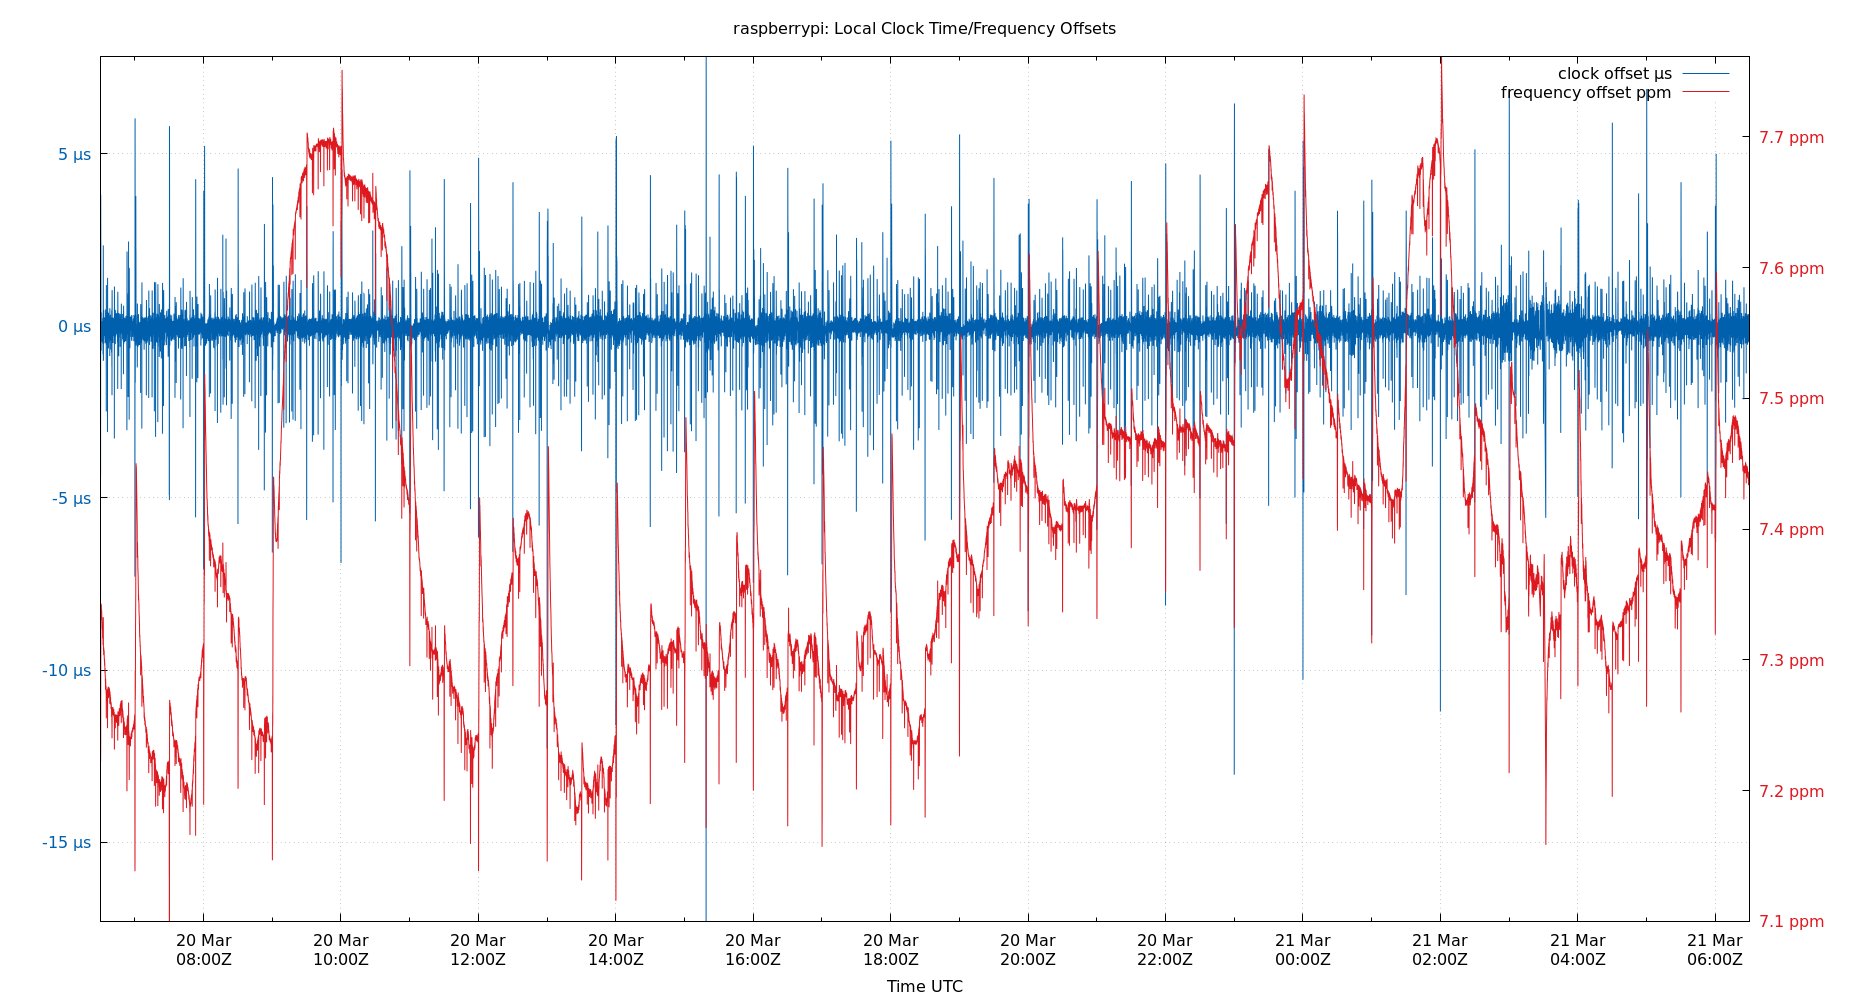 raspberrypi: Local Clock Time/Frequency Offsets
clock offset µs
frequency offset ppm
5 µs
0 µs
-5 µs
-10 µs
-15 µs
7.7 ppm
7.6 ppm
7.5 ppm
7.4 ppm
7.3 ppm
7.2 ppm
7.1 ppm
20 Mar 20 Mar 20 Mar 20 Mar 20 Mar 20 Mar 20 Mar 20 Mar 21 Mar 21 Mar 21 Mar 21 Mar
08:00Z 10:00Z 12:00Z 14:00Z 16:00Z 18:00Z 20:00Z 22:00Z 00:00Z 02:00Z 04:00Z 06:00Z
Time UTC